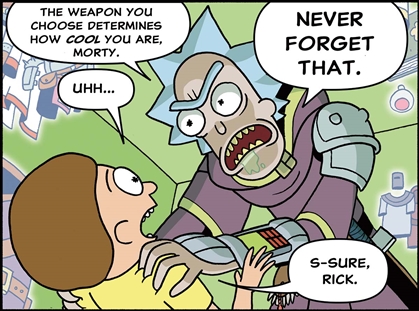 THE WEAPON YOU
CHOOSE DETERMINES
HOW COOL YOU ARE,
MORTY.
NEVER
FORGET
THAT.
UHH...
S-SURE,
RICK.